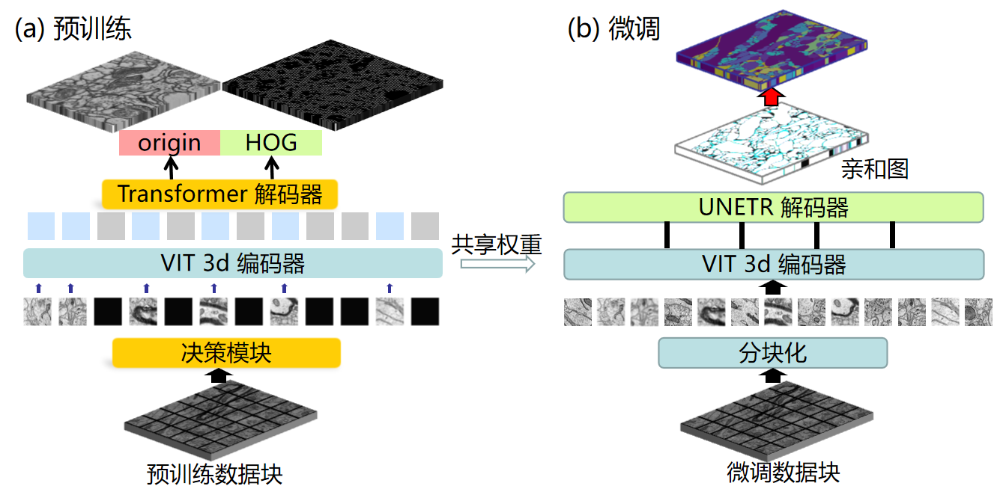 (a) 预训练
origin
HOG
Transformer 解码器
VIT 3d 编码器
决策模块
预训练数据块
共享权重
(b) 微调
亲和图
UNETR 解码器
VIT 3d 编码器
分块化
微调数据块